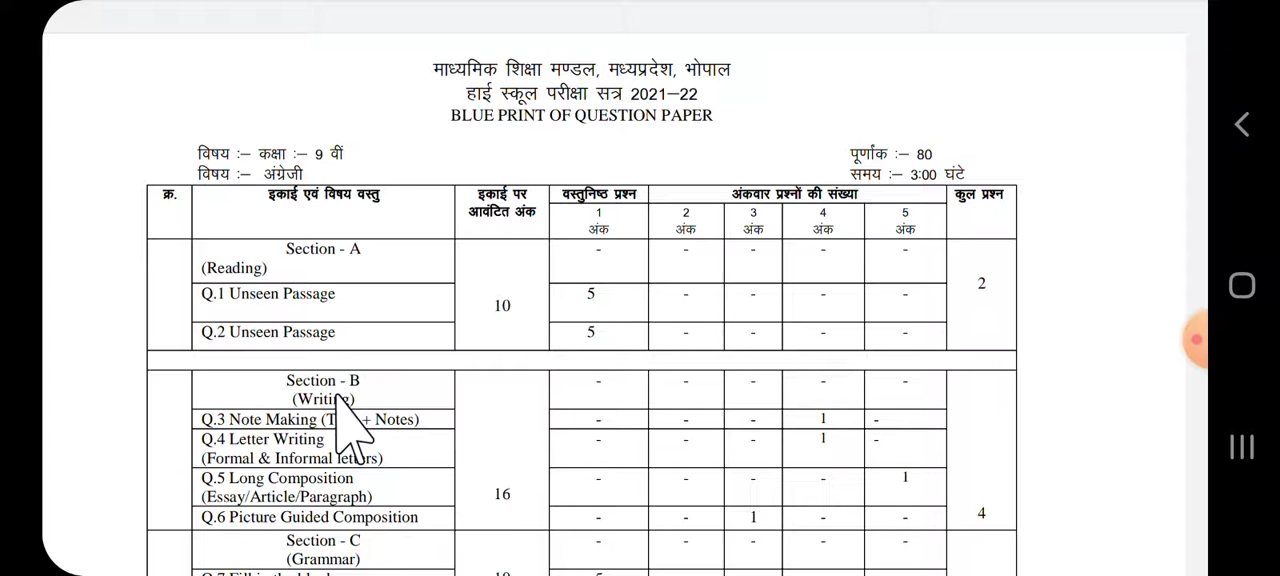 माध्यमिक शिक्षा मण्डल, मध्यप्रदेश, भोपाल
हाई स्कूल परीक्षा सत्र 2021–22
BLUE PRINT OF QUESTION PAPER
विषय :– कक्षा :– 9 वीं पूर्णांक :– 80
विषय :– अंग्रेजी समय :– 3:00 घंटे
क्र. इकाई एवं विषय वस्तु इकाई पर आवंटित अंक वस्तुनिष्ठ प्रश्न अंकवार प्रश्नों की संख्या कुल प्रश्न
1 अंक 2 अंक 3 अंक 4 अंक 5 अंक
Section - A - - - - -
(Reading)
10 2
Q.1 Unseen Passage 5 - - - -
Q.2 Unseen Passage 5 - - - -
Section - B - - - - -
(Writing)
Q.3 Note Making ( + Notes) - - - 1 -
Q.4 Letter Writing - - - 1 -
(Formal & Informal letters)
Q.5 Long Composition - - - - 1
(Essay/Article/Paragraph)
16 4
Q.6 Picture Guided Composition - - 1 - -
Section - C - - - - -
(Grammar)